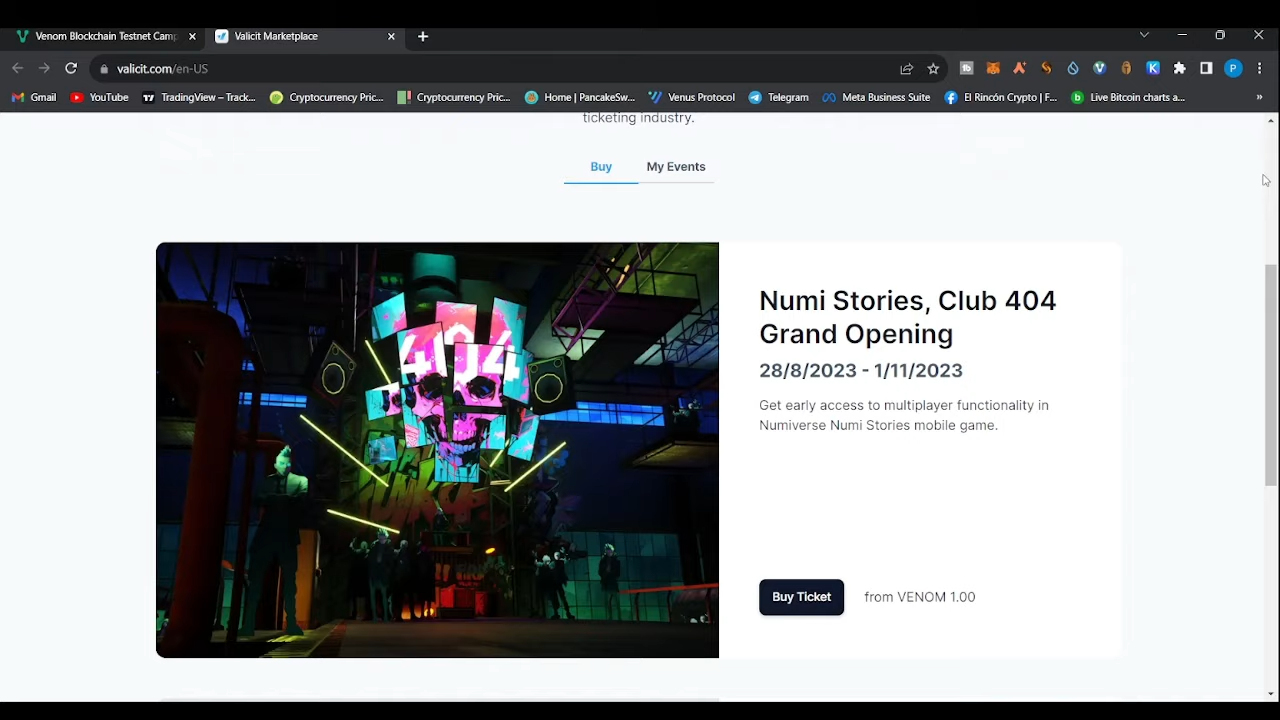 Venom Blockchain Testnet Camp
Valicit Marketplace
valicit.com/en-US
Gmail
YouTube
TradingView – Track...
Cryptocurrency Pric...
Cryptocurrency Pric...
Home | PancakeSw...
Venus Protocol
Telegram
Meta Business Suite
El Rincón Crypto | F...
Live Bitcoin charts a...
ticketing industry.
Buy
My Events
404
Numi Stories, Club 404
Grand Opening
28/8/2023 - 1/11/2023
Get early access to multiplayer functionality in
Numiverse Numi Stories mobile game.
Buy Ticket
from VENOM 1.00